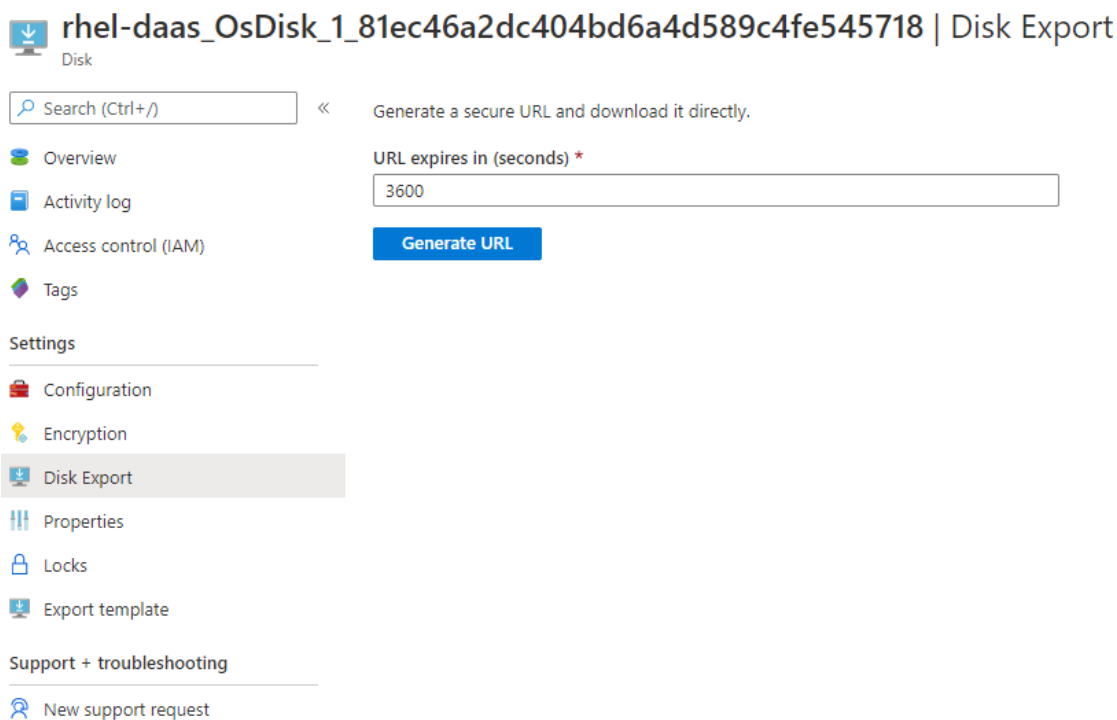 rhel-daas_OsDisk_1_81ec46a2dc404bd6a4d589c4fe545718 | Disk Export
Disk
Search (Ctrl+/)
«
Generate a secure URL and download it directly.
Overview
URL expires in (seconds) *
3600
Activity log
Generate URL
Access control (IAM)
Tags
Settings
Configuration
Encryption
Disk Export
Properties
Locks
Export template
Support + troubleshooting
New support request